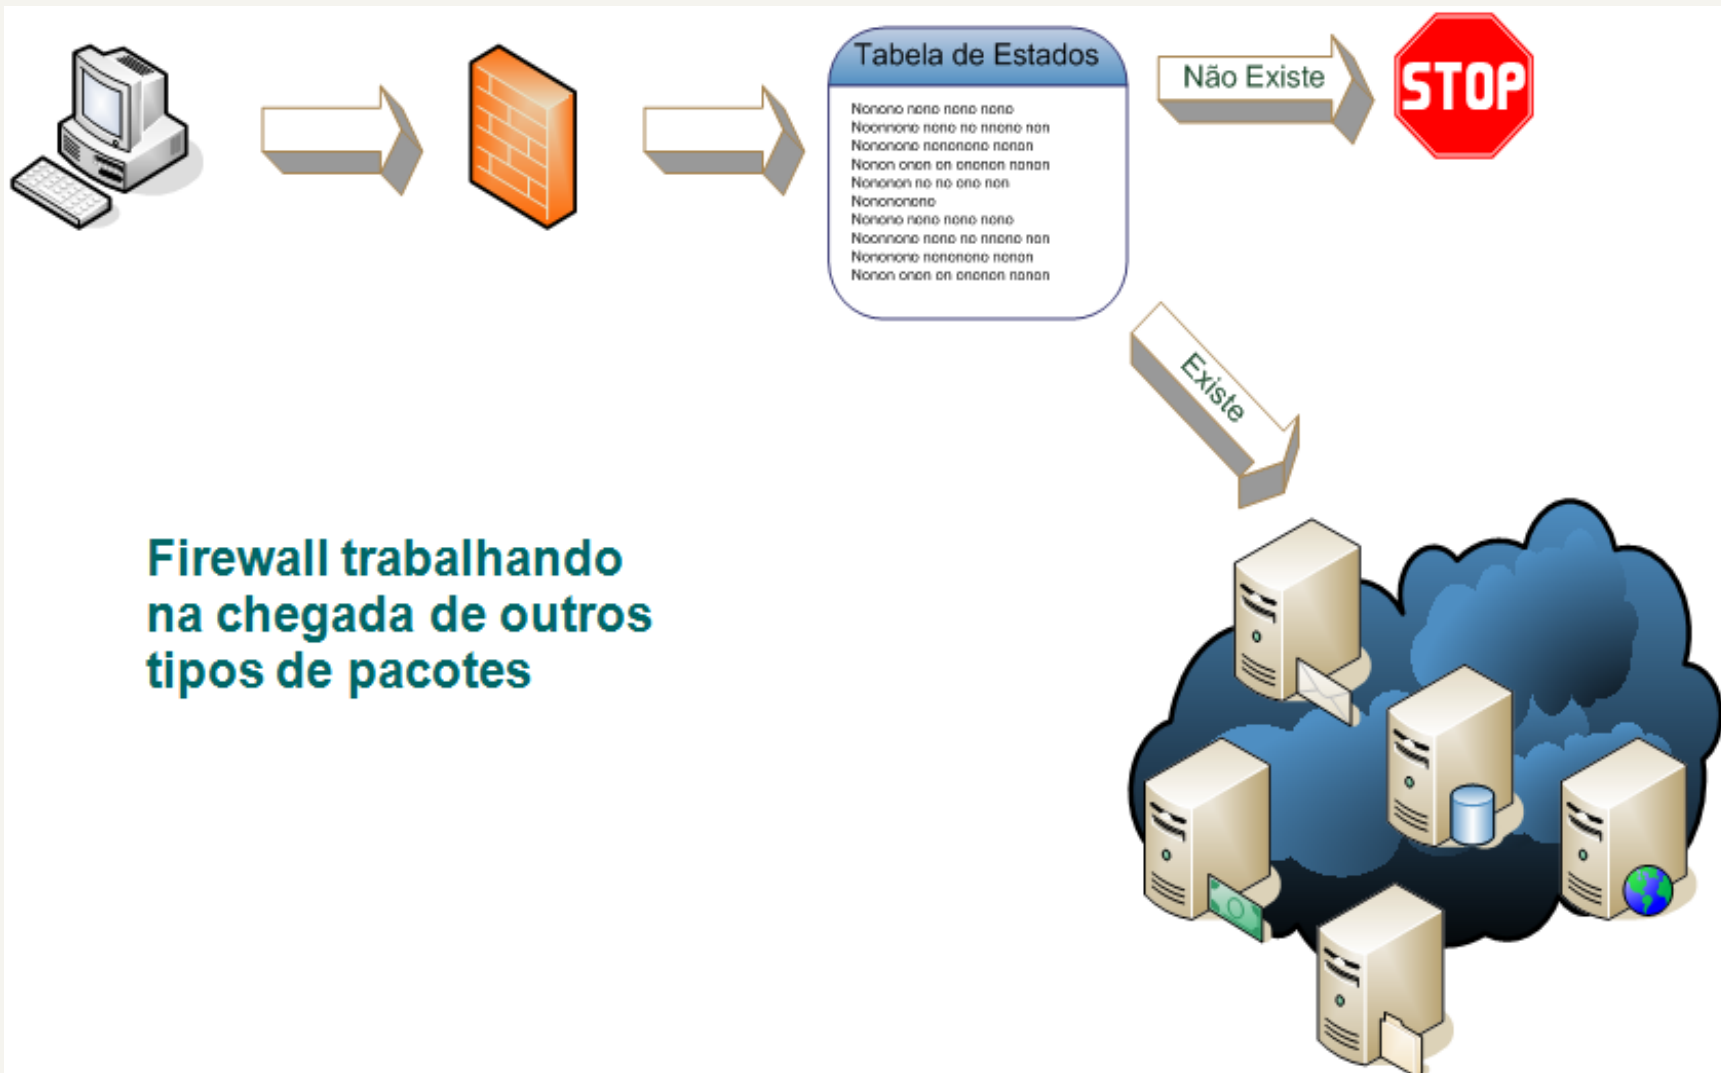 Tabela de Estados
Nonono nono nono nono
Noonnono nono no nnono non
Nononono nononono nonon
Nonon onon on ononon nonon
Nononon no no ono non
Nonononono
Nonono nono nono nono
Noonnono nono no nnono non
Nononono nononono nonon
Nonon onon on ononon nonon
Não Existe
STOP
Existe
Firewall trabalhando
na chegada de outros
tipos de pacotes